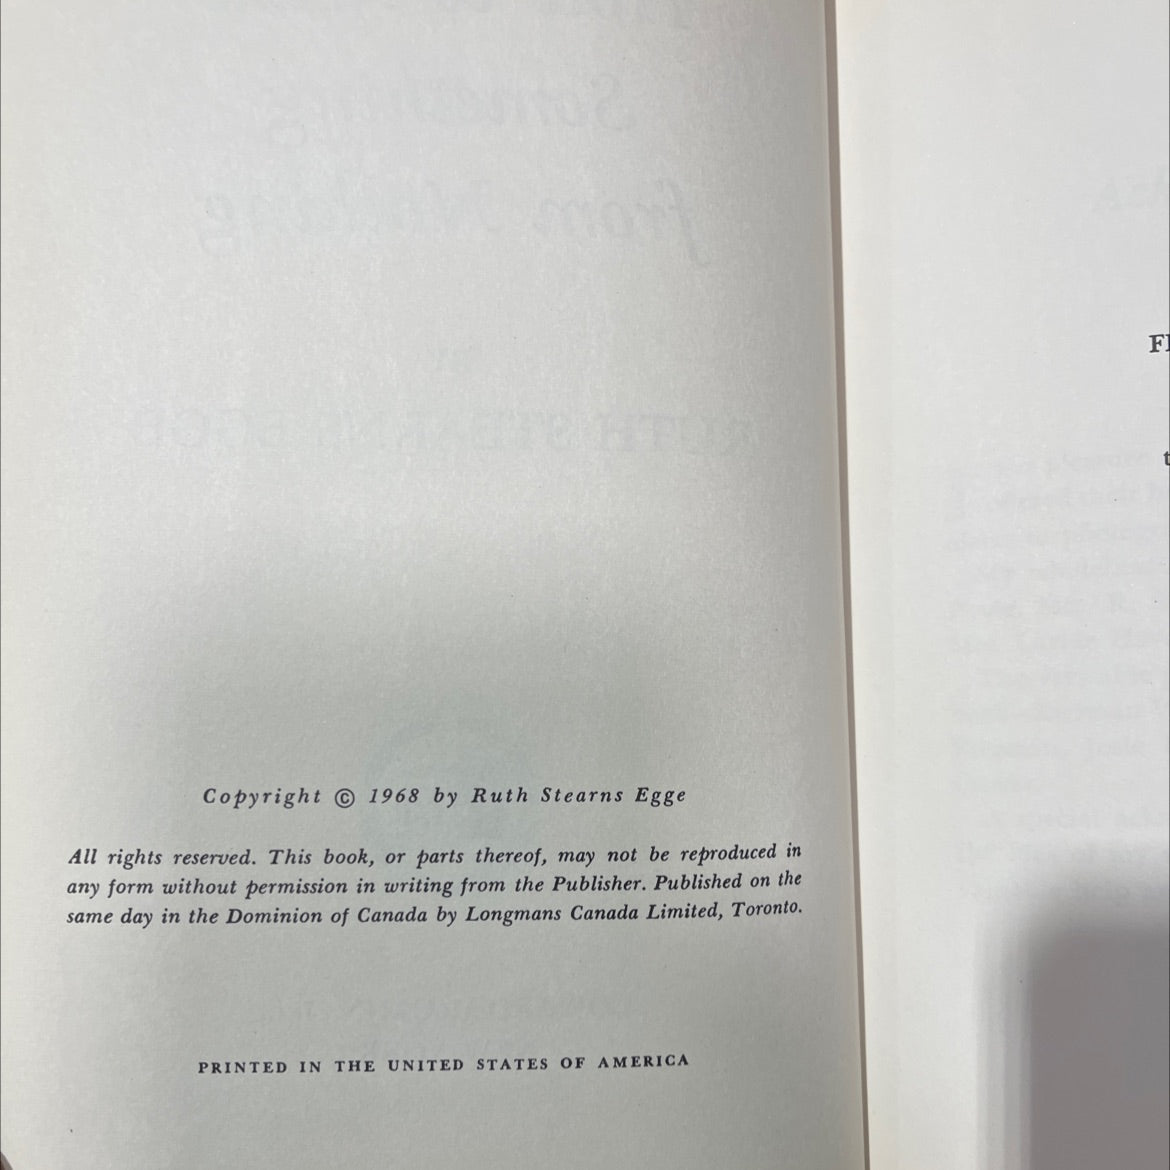 Copyright © 1968 by Ruth Stearns Egge
All rights reserved. This book, or parts thereof, may not be reproduced in
any form without permission in writing from the Publisher. Published on the
same day in the Dominion of Canada by Longmans Canada Limited, Toronto.
PRINTED IN THE UNITED STATES OF AMERICA